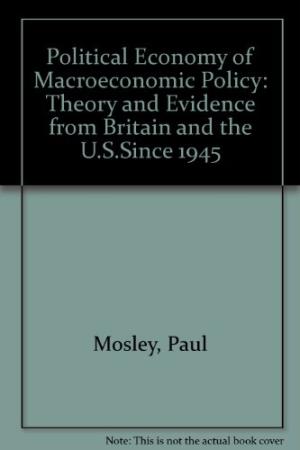 Political Economy of
Macroeconomic Policy:
Theory and Evidence
from Britain and the
U.S.Since 1945
Mosley, Paul
Note: This is not the actual book cover